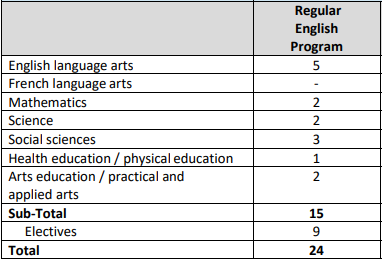 Regular
English
Program
English language arts 5
French language arts -
Mathematics 2
Science 2
Social sciences 3
Health education / physical education 1
Arts education / practical and 2
applied arts
Sub-Total 15
Electives 9
Total 24